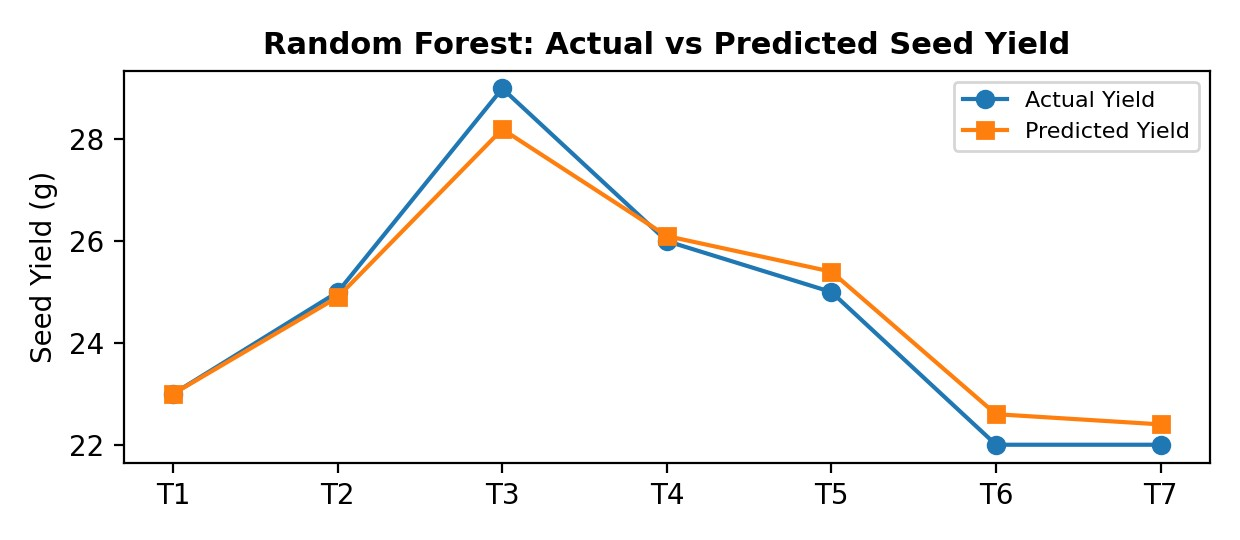 Random Forest: Actual vs Predicted Seed Yield
Actual Yield
Predicted Yield
Seed Yield (g)
28
26
24
22
T1 T2 T3 T4 T5 T6 T7